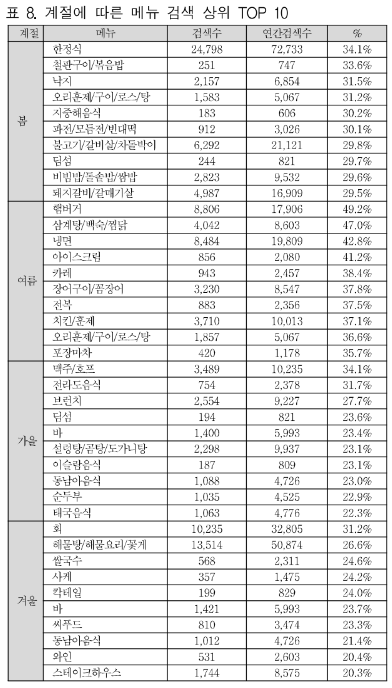 표 8. 계절에 따른 메뉴 검색 상위 TOP 10
계절 메뉴 검색수 연간검색수 비율
봄
한정식 24,798 72,733 34.1%
철판구이/볶음밥 251 747 33.6%
낙지 2,157 6,854 31.5%
오리훈제/구이/로스/탕 1,583 5,067 31.2%
지중해음식 183 606 30.2%
파전/모듬전/빈대떡 912 3,026 30.1%
불고기/갈비살/차돌박이 6,292 21,121 29.8%
딤섬 244 821 29.7%
비빔밥/돌솥밥/쌈밥 2,823 9,532 29.6%
돼지갈비/갈매기살 4,987 16,909 29.5%
여름
햄버거 8,806 17,906 49.2%
삼계탕/백숙/찜닭 4,042 8,603 47.0%
냉면 8,484 19,809 42.8%
아이스크림 856 2,080 41.2%
카레 943 2,457 38.4%
장어구이/꼼장어 3,230 8,547 37.8%
전복 883 2,356 37.5%
치킨/훈제 3,710 10,013 37.1%
오리훈제/구이/로스/탕 1,857 5,067 36.6%
포장마차 420 1,178 35.7%
가을
맥주/호프 3,489 10,235 34.1%
전라도음식 754 2,378 31.7%
브런치 2,554 9,227 27.7%
딤섬 194 821 23.6%
바 1,400 5,993 23.4%
설렁탕/곰탕/도가니탕 2,298 9,937 23.1%
이슬람음식 187 809 23.1%
동남아음식 1,088 4,726 23.0%
순두부 1,035 4,525 22.9%
태국음식 1,063 4,776 22.3%
겨울
회 10,235 32,805 31.2%
해물탕/해물요리/꽃게 13,514 50,874 26.6%
쌀국수 568 2,311 24.6%
사케 357 1,475 24.2%
칵테일 199 829 24.0%
바 1,421 5,993 23.7%
씨푸드 810 3,474 23.3%
동남아음식 1,012 4,726 21.4%
와인 531 2,603 20.4%
스테이크하우스 1,744 8,575 20.3%